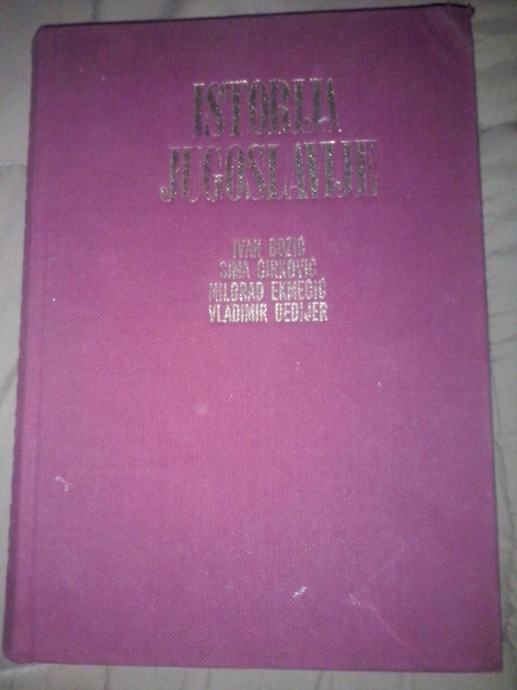 ISTORIJA
JUGOSLAVIJE
IVAN BOŽIĆ
SIMA ĆIRKOVIĆ
MILORAD EKMEČIĆ
VLADIMIR DEDIJER